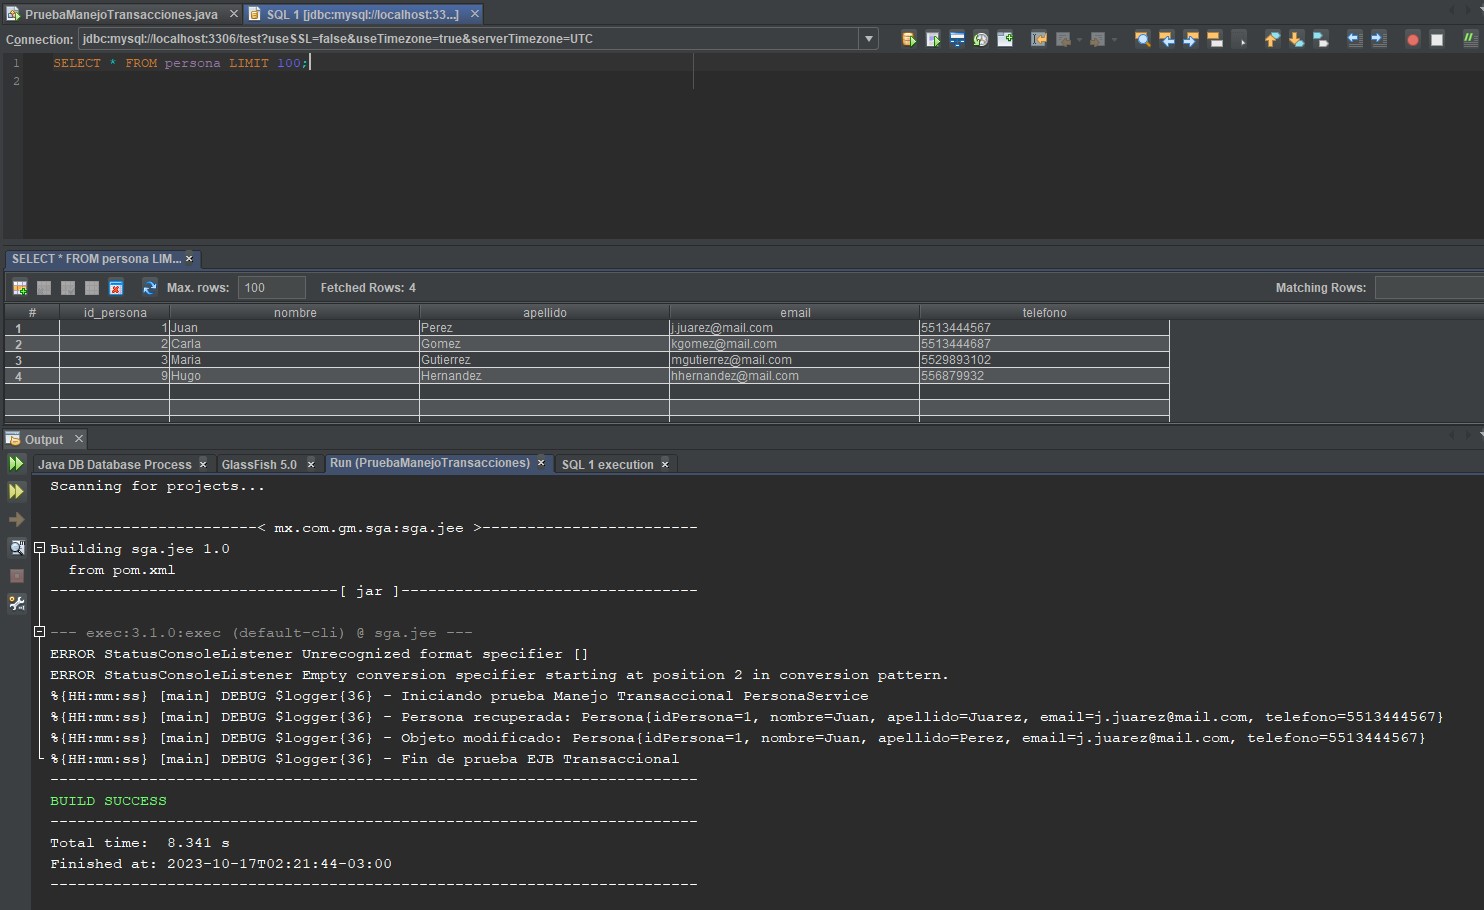 PruebaManejoTransacciones.java
SQL 1 [jdbc:mysql://localhost:33...]
Connection: jdbc:mysql://localhost:3306/test?useSSL=false&useTimezone=true&serverTimezone=UTC
1 SELECT * FROM persona LIMIT 100;
2
SELECT * FROM persona LIM...
Max. rows: 100 Fetched Rows: 4 Matching Rows:
# id_persona nombre apellido email telefono
1 1 Juan Perez j.juarez@mail.com 5513444567
2 2 Carla Gomez kgomez@mail.com 5513444687
3 3 Maria Gutierrez mgutierrez@mail.com 5529893102
4 9 Hugo Hernandez hhernandez@mail.com 556879932
Output
Java DB Database Process GlassFish 5.0 Run (PruebaManejoTransacciones) SQL 1 execution
Scanning for projects...
-----------------------< mx.com.gm.sga:sga.jee >------------------------
Building sga.jee 1.0
from pom.xml
--------------------------------[ jar ]---------------------------------
--- exec:3.1.0:exec (default-cli) @ sga.jee ---
ERROR StatusConsoleListener Unrecognized format specifier []
ERROR StatusConsoleListener Empty conversion specifier starting at position 2 in conversion pattern.
%{HH:mm:ss} [main] DEBUG $logger{36} - Iniciando prueba Manejo Transaccional PersonaService
%{HH:mm:ss} [main] DEBUG $logger{36} - Persona recuperada: Persona{idPersona=1, nombre=Juan, apellido=Juarez, email=j.juarez@mail.com, telefono=5513444567}
%{HH:mm:ss} [main] DEBUG $logger{36} - Objeto modificado: Persona{idPersona=1, nombre=Juan, apellido=Perez, email=j.juarez@mail.com, telefono=5513444567}
%{HH:mm:ss} [main] DEBUG $logger{36} - Fin de prueba EJB Transaccional
------------------------------------------------------------------------
BUILD SUCCESS
------------------------------------------------------------------------
Total time:  8.341 s
Finished at: 2023-10-17T02:21:44-03:00
------------------------------------------------------------------------